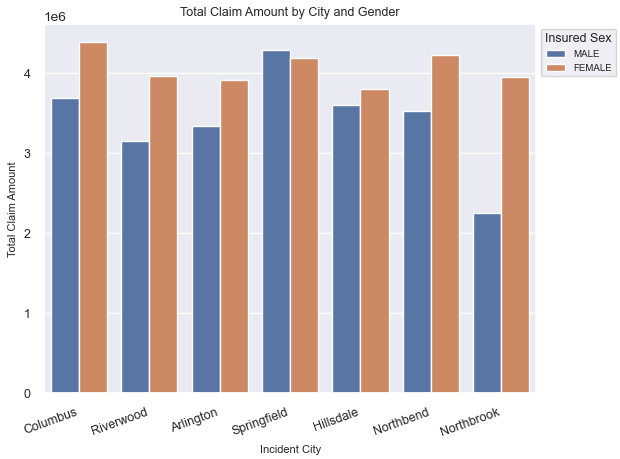 Total Claim Amount by City and Gender
1e6
Insured Sex
MALE
FEMALE
4
3
2
1
0
Total Claim Amount
Columbus
Riverwood
Arlington
Springfield
Hillsdale
Northbend
Northbrook
Incident City